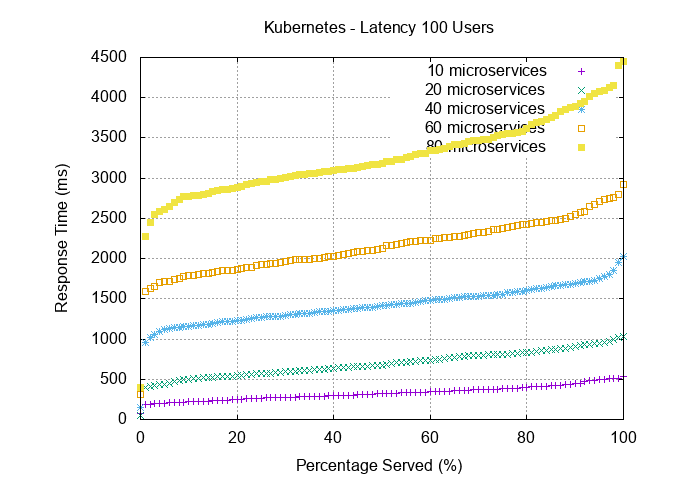 Kubernetes - Latency 100 Users
4500
4000
3500
3000
2500
2000
1500
1000
500
0
Response Time (ms)
10 microservices
20 microservices
40 microservices
60 microservices
80 microservices
0 20 40 60 80 100
Percentage Served (%)